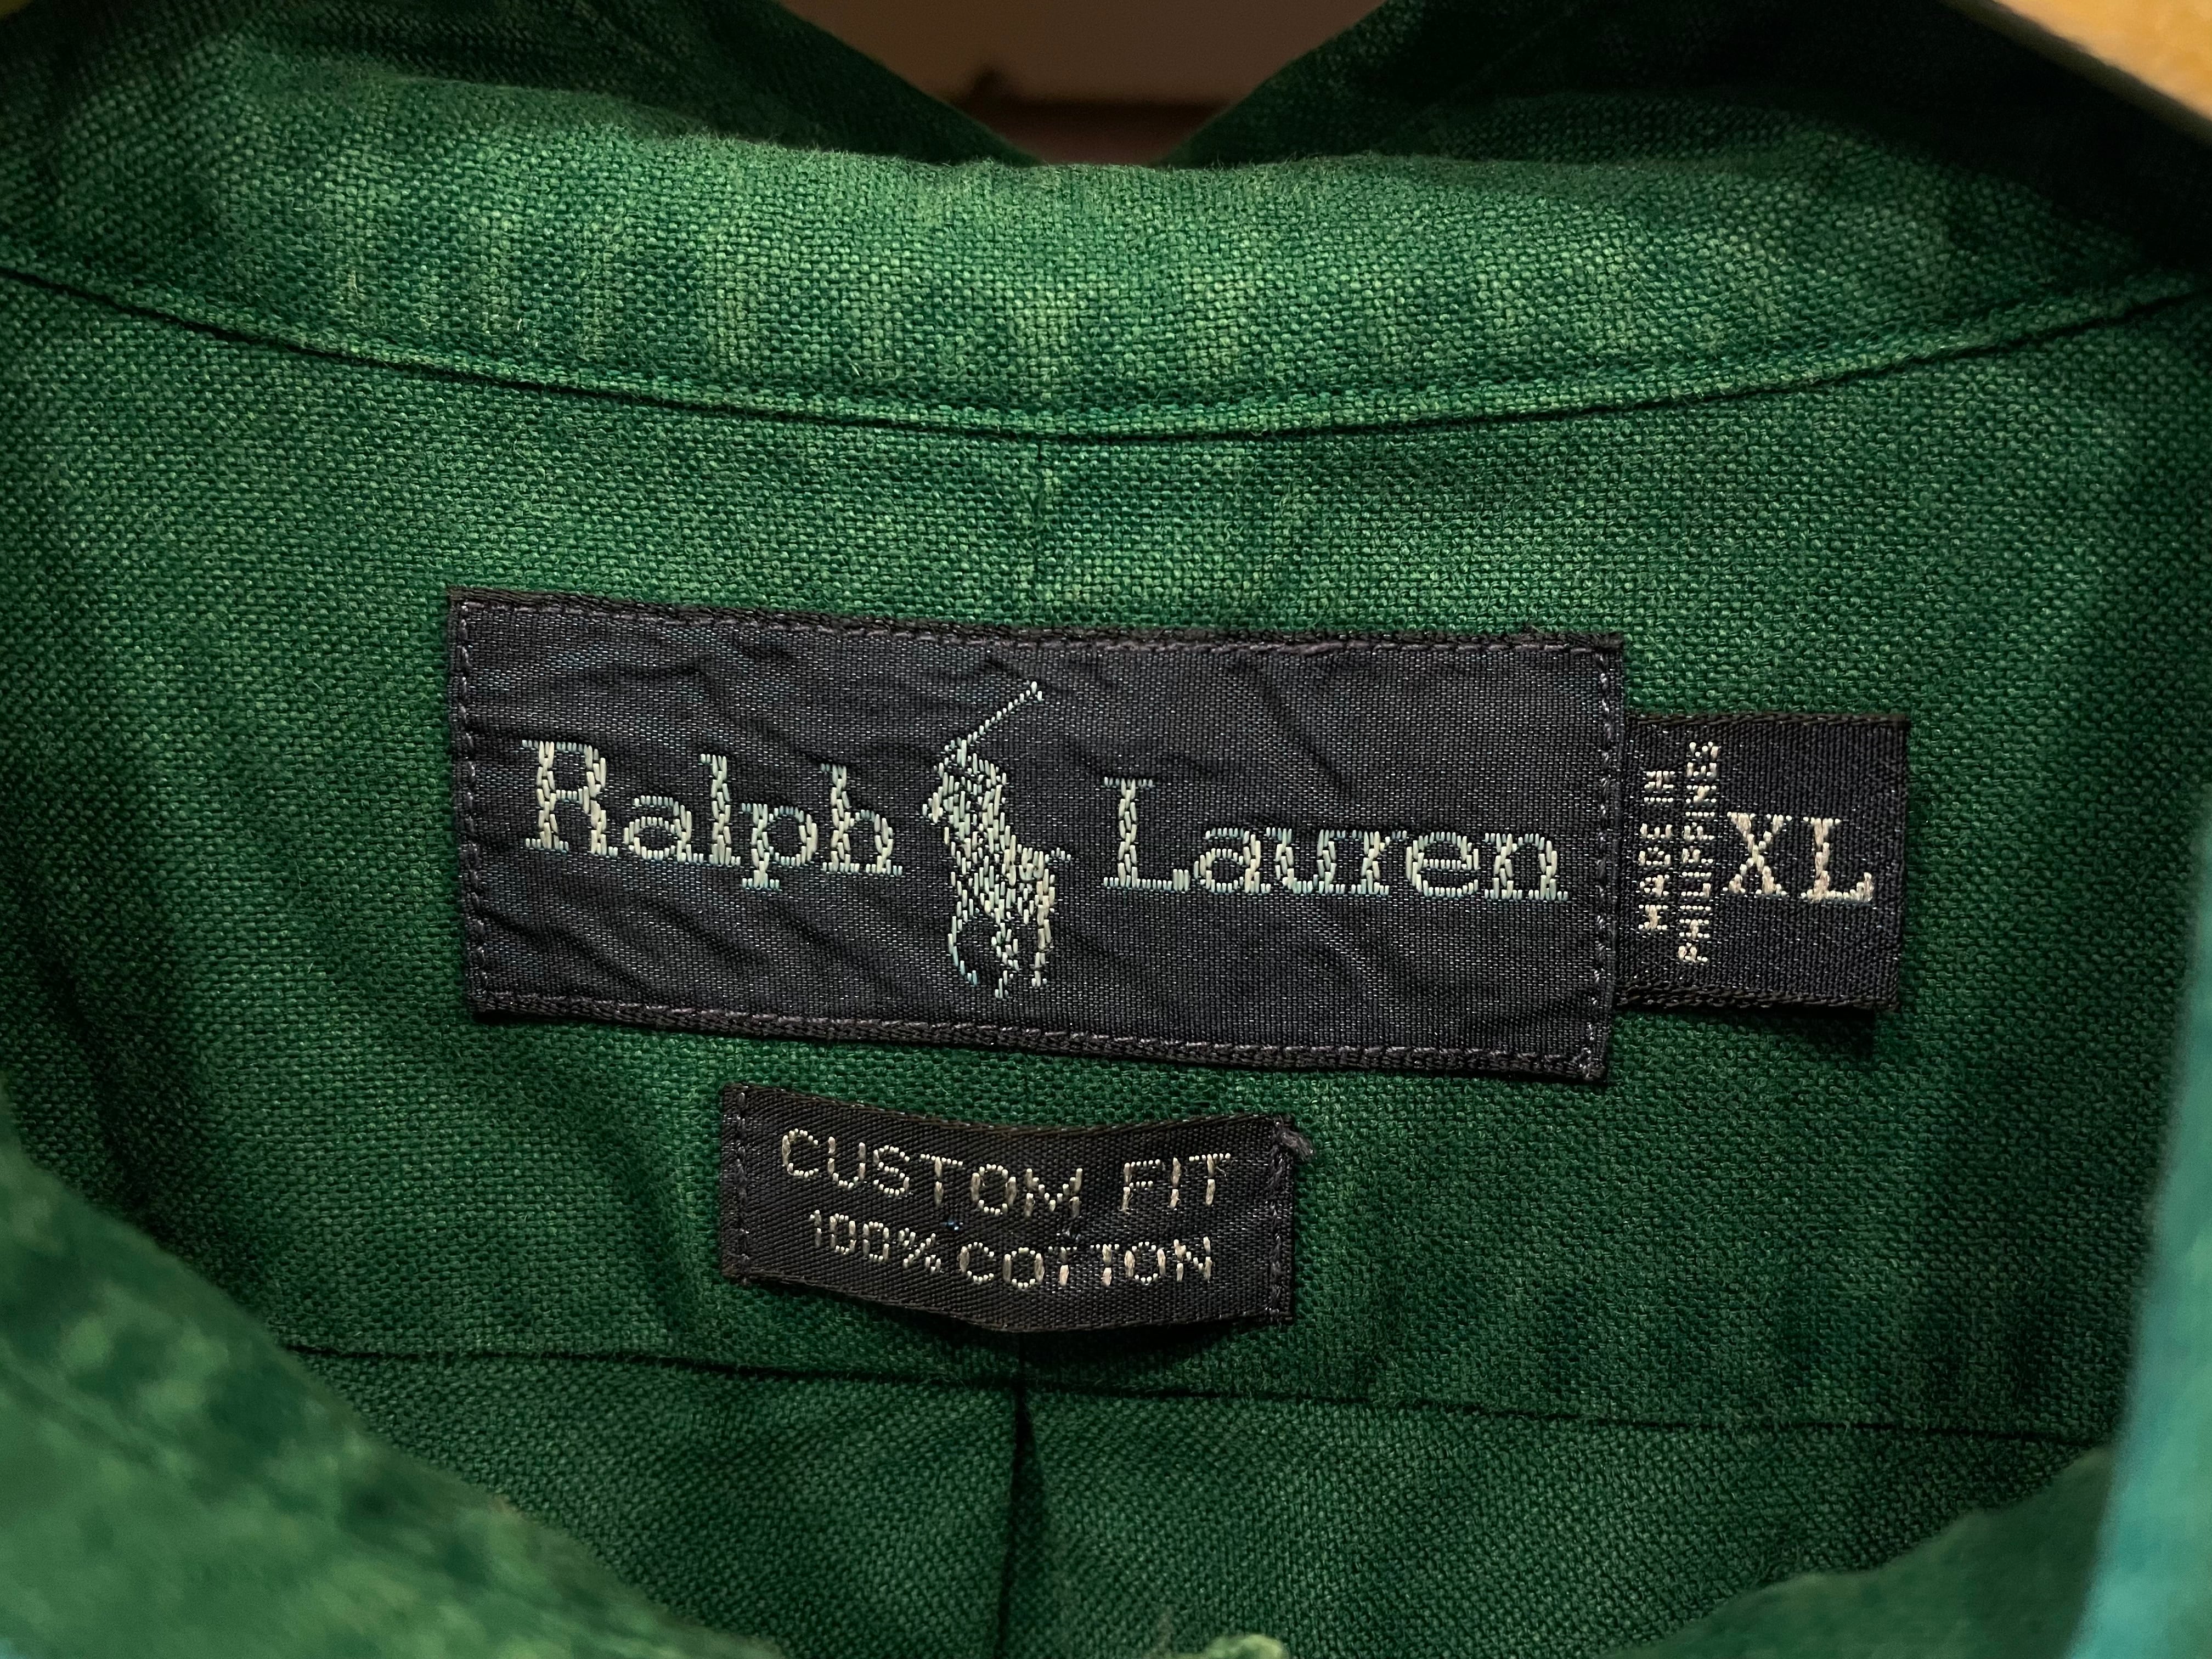 Ralph Lauren
MADE IN
PHILIPPINES
XL
CUSTOM FIT
100% COTTON